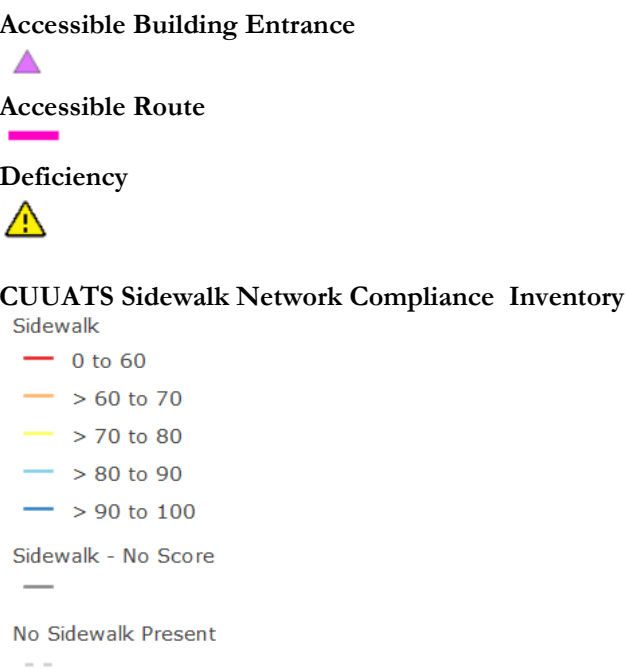 Accessible Building Entrance
Accessible Route
Deficiency
CUUATS Sidewalk Network Compliance Inventory
Sidewalk
0 to 60
> 60 to 70
> 70 to 80
> 80 to 90
> 90 to 100
Sidewalk - No Score
No Sidewalk Present